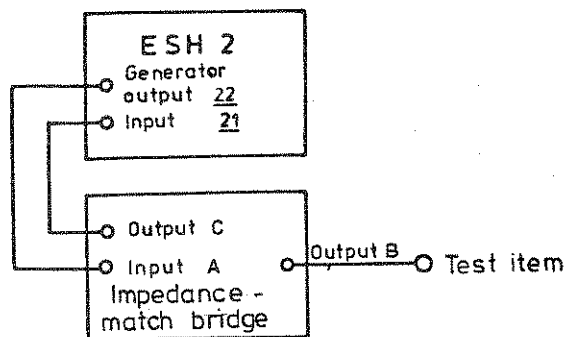 ESH 2
Generator
output 22
Input 21
Output C
Input A
Impedance -
match bridge
Output B
Test item